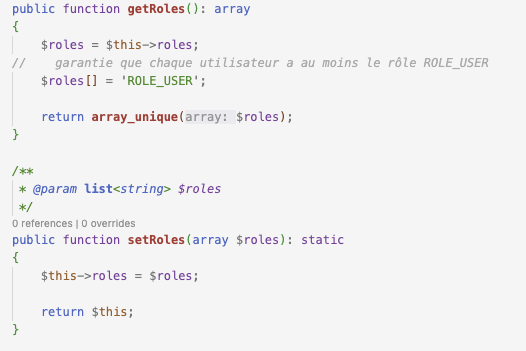 public function getRoles(): array
{
    $roles = $this->roles;
//    garantie que chaque utilisateur a au moins le rôle ROLE_USER
    $roles[] = 'ROLE_USER';
    return array_unique(array: $roles);
}
/**
 * @param list<string> $roles
 */
0 references | 0 overrides
public function setRoles(array $roles): static
{
    $this->roles = $roles;
    return $this;
}